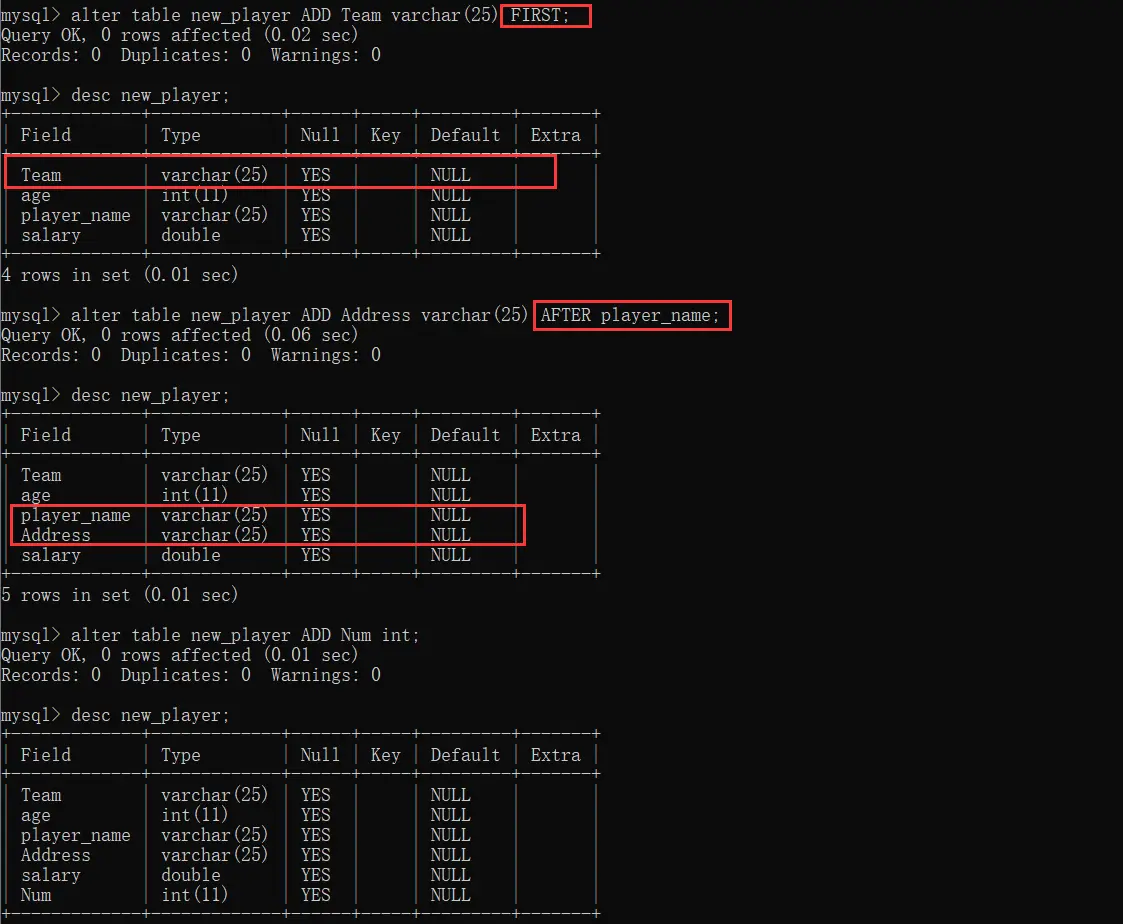 mysql> alter table new_player ADD Team varchar(25) FIRST;
Query OK, 0 rows affected (0.02 sec)
Records: 0  Duplicates: 0  Warnings: 0
mysql> desc new_player;
+-------------+-------------+------+-----+---------+-------+
| Field       | Type        | Null | Key | Default | Extra |
+-------------+-------------+------+-----+---------+-------+
| Team        | varchar(25) | YES  |     | NULL    |       |
| age         | int(11)     | YES  |     | NULL    |       |
| player_name | varchar(25) | YES  |     | NULL    |       |
| salary      | double      | YES  |     | NULL    |       |
+-------------+-------------+------+-----+---------+-------+
4 rows in set (0.01 sec)
mysql> alter table new_player ADD Address varchar(25) AFTER player_name;
Query OK, 0 rows affected (0.06 sec)
Records: 0  Duplicates: 0  Warnings: 0
mysql> desc new_player;
+-------------+-------------+------+-----+---------+-------+
| Field       | Type        | Null | Key | Default | Extra |
+-------------+-------------+------+-----+---------+-------+
| Team        | varchar(25) | YES  |     | NULL    |       |
| age         | int(11)     | YES  |     | NULL    |       |
| player_name | varchar(25) | YES  |     | NULL    |       |
| Address     | varchar(25) | YES  |     | NULL    |       |
| salary      | double      | YES  |     | NULL    |       |
+-------------+-------------+------+-----+---------+-------+
5 rows in set (0.01 sec)
mysql> alter table new_player ADD Num int;
Query OK, 0 rows affected (0.01 sec)
Records: 0  Duplicates: 0  Warnings: 0
mysql> desc new_player;
+-------------+-------------+------+-----+---------+-------+
| Field       | Type        | Null | Key | Default | Extra |
+-------------+-------------+------+-----+---------+-------+
| Team        | varchar(25) | YES  |     | NULL    |       |
| age         | int(11)     | YES  |     | NULL    |       |
| player_name | varchar(25) | YES  |     | NULL    |       |
| Address     | varchar(25) | YES  |     | NULL    |       |
| salary      | double      | YES  |     | NULL    |       |
| Num         | int(11)     | YES  |     | NULL    |       |
+-------------+-------------+------+-----+---------+-------+